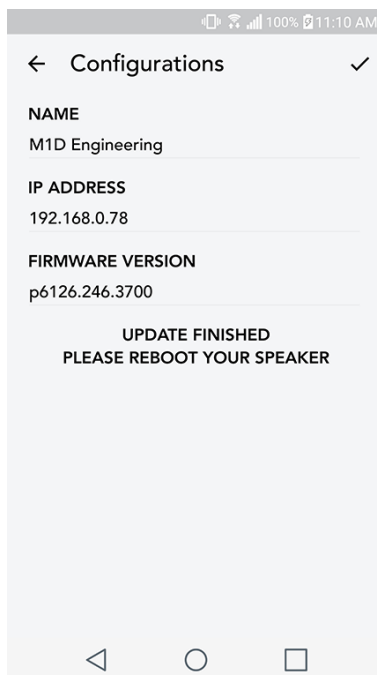 100% 11:10 AM
Configurations
NAME
M1D Engineering
IP ADDRESS
192.168.0.78
FIRMWARE VERSION
p6126.246.3700
UPDATE FINISHED
PLEASE REBOOT YOUR SPEAKER